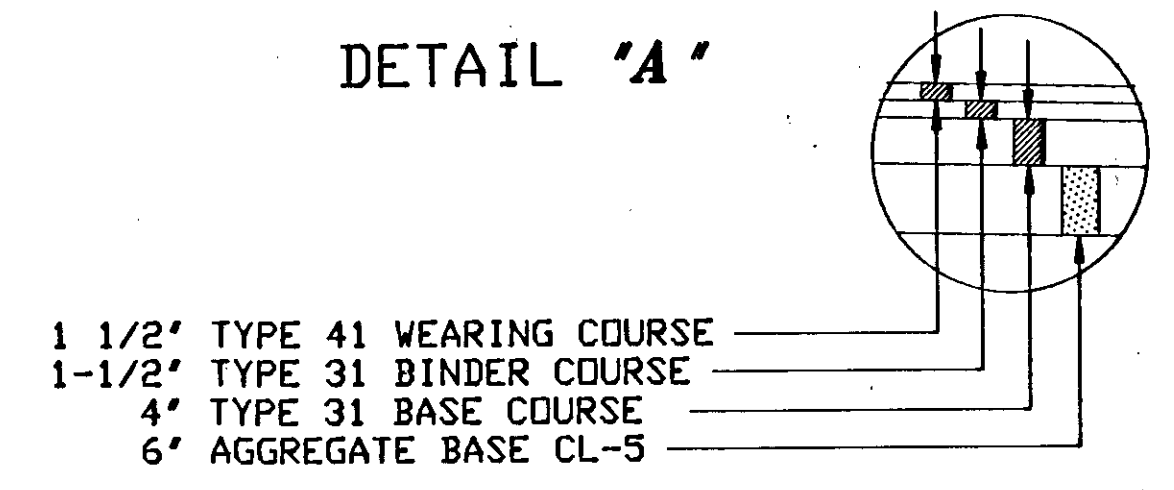 DETAIL "A"
1 1/2" TYPE 41 WEARING COURSE
1-1/2" TYPE 31 BINDER COURSE
4" TYPE 31 BASE COURSE
6" AGGREGATE BASE CL-5